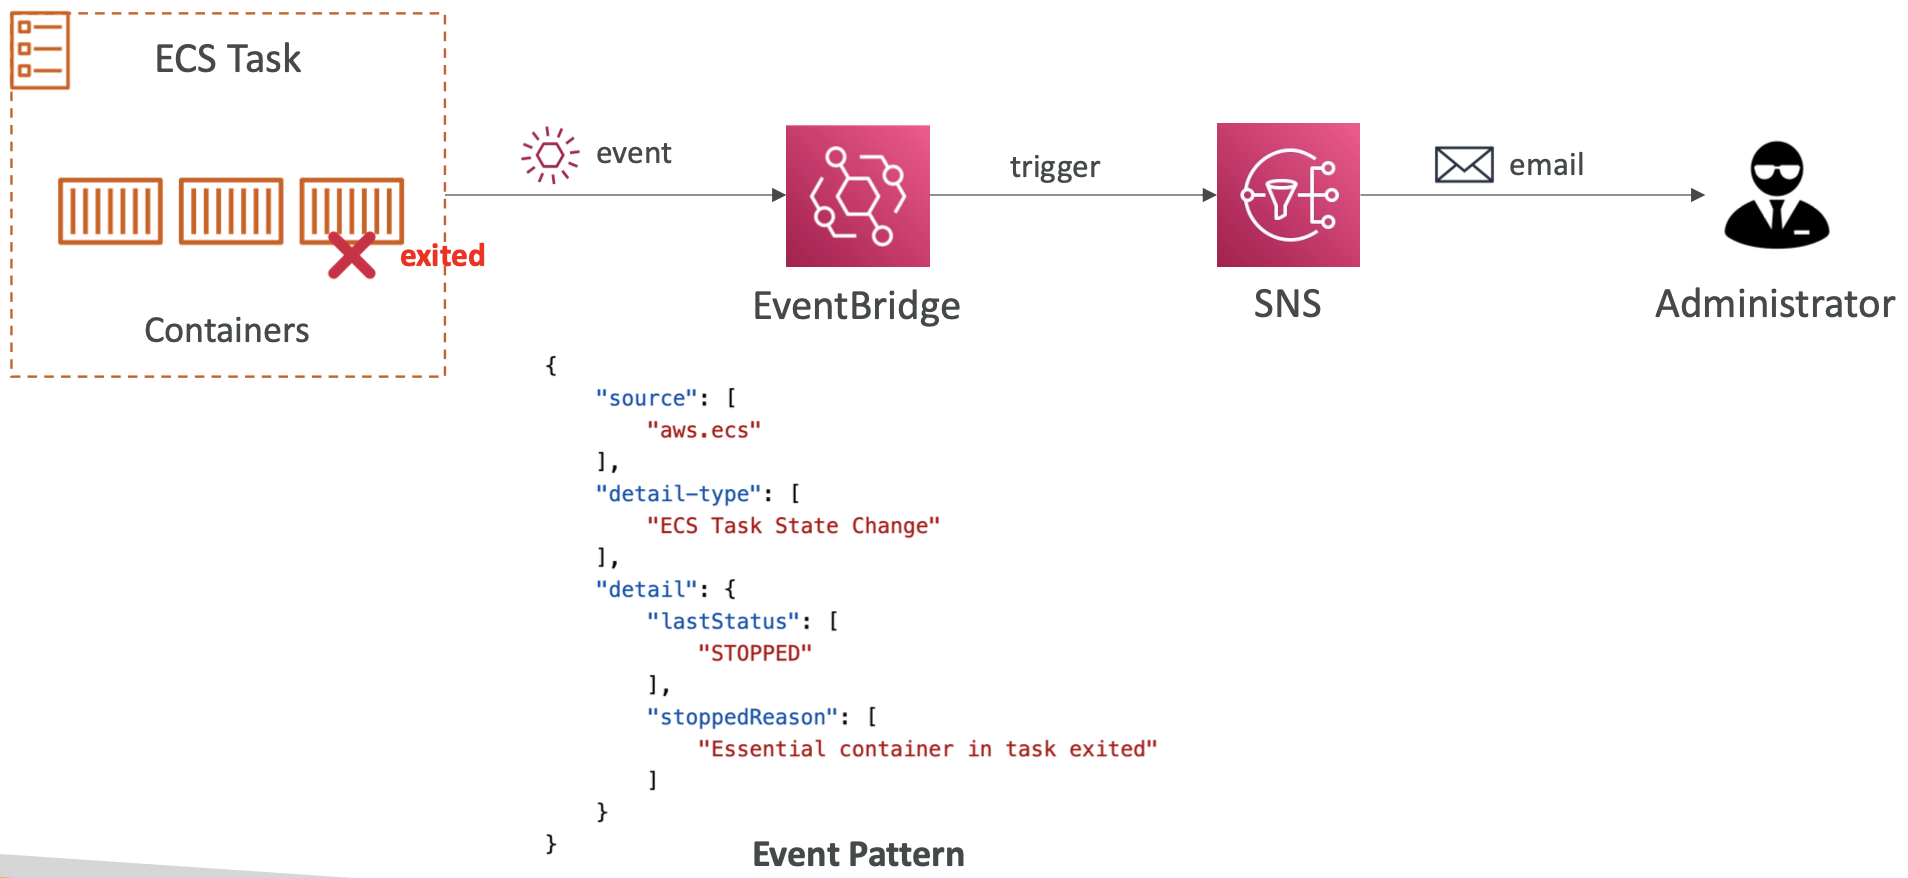 ECS Task
exited
Containers
event
EventBridge
trigger
SNS
email
Administrator
{
    "source": [
        "aws.ecs"
    ],
    "detail-type": [
        "ECS Task State Change"
    ],
    "detail": {
        "lastStatus": [
            "STOPPED"
        ],
        "stoppedReason": [
            "Essential container in task exited"
        ]
    }
}
Event Pattern